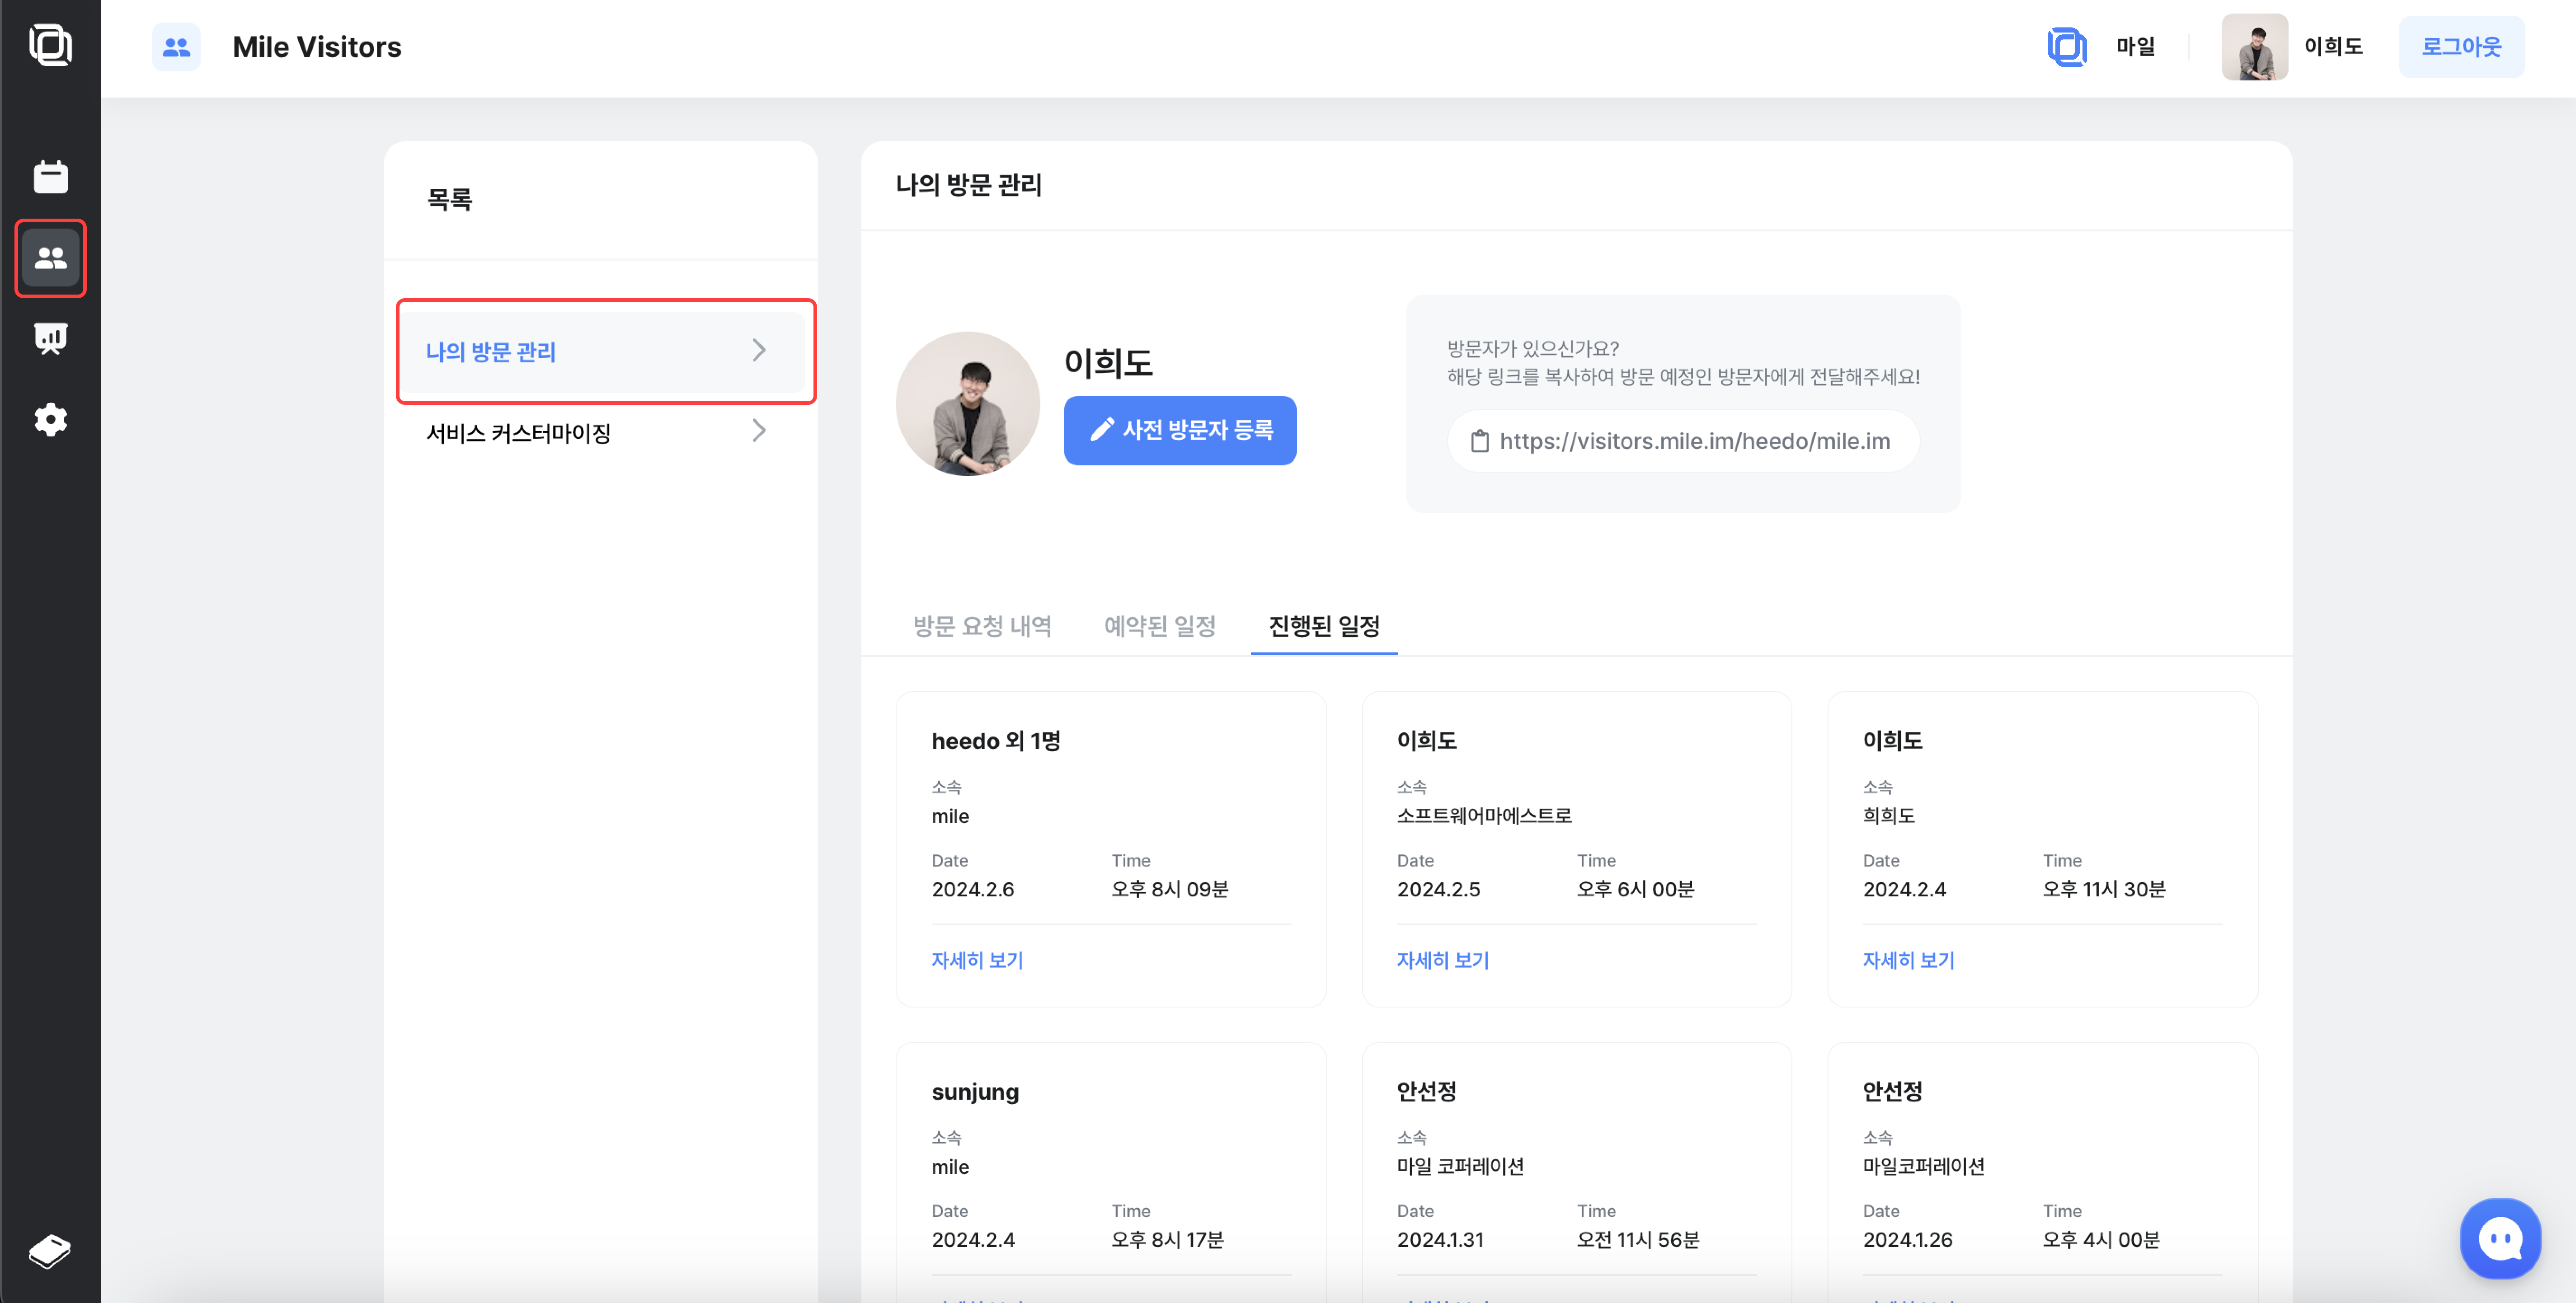 Mile Visitors
마일
이희도
로그아웃
목록
나의 방문 관리
서비스 커스터마이징
나의 방문 관리
이희도
사전 방문자 등록
방문자가 있으신가요?
해당 링크를 복사하여 방문 예정인 방문자에게 전달해주세요!
https://visitors.mile.im/heedo/mile.im
방문 요청 내역
예약된 일정
진행된 일정
heedo 외 1명
소속
mile
Date
Time
2024.2.6
오후 8시 09분
자세히 보기
이희도
소속
소프트웨어마에스트로
Date
Time
2024.2.5
오후 6시 00분
자세히 보기
이희도
소속
희희도
Date
Time
2024.2.4
오후 11시 30분
자세히 보기
sunjung
소속
mile
Date
Time
2024.2.4
오후 8시 17분
안선정
소속
마일 코퍼레이션
Date
Time
2024.1.31
오전 11시 56분
안선정
소속
마일코퍼레이션
Date
Time
2024.1.26
오후 4시 00분